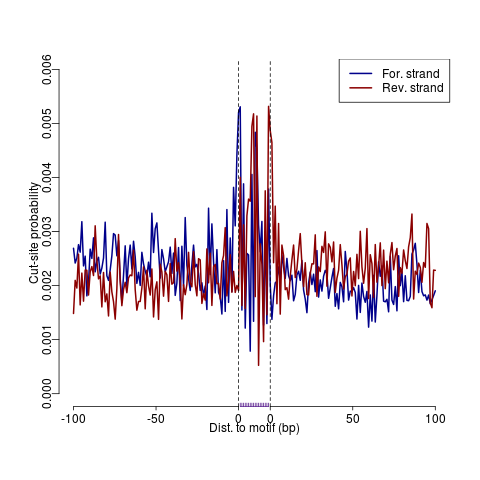 For. strand
Rev. strand
Cut-site probability
0.006
0.005
0.004
0.003
0.002
0.001
0.000
-100 -50 0 0 50 100
Dist. to motif (bp)